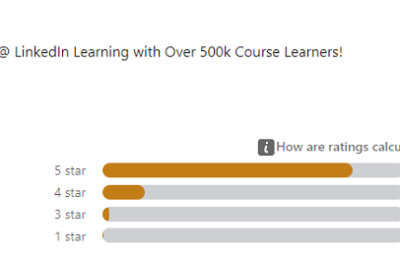 @ LinkedIn Learning with Over 500k Course Learners!
i How are ratings calcu
5 star
4 star
3 star
1 star